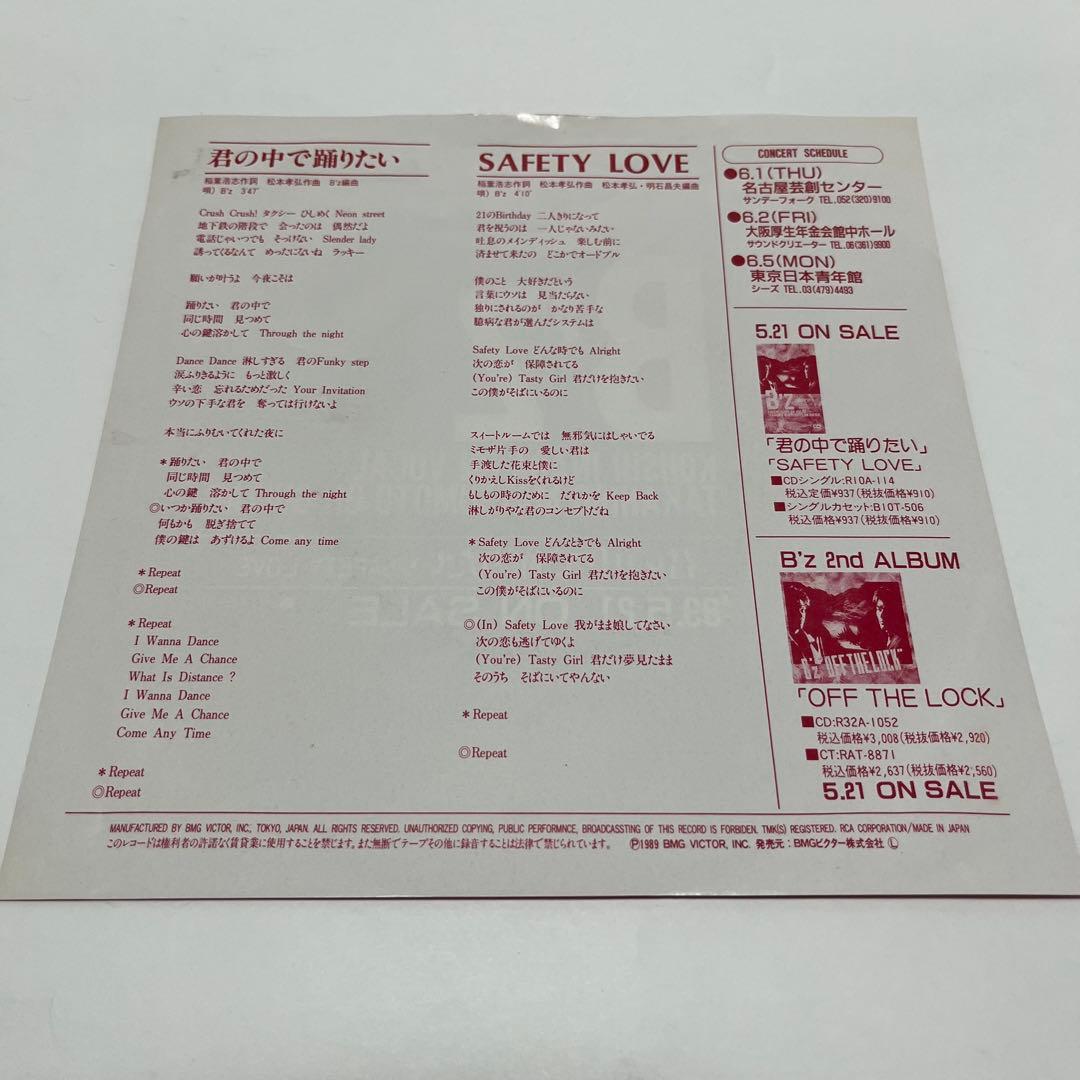 君の中で踊りたい
稲葉浩志作詞 松本孝弘作曲 B'z編曲
唄) B'z 3'47"
Crush Crush! タクシー ひしめく Neon street
地下鉄の階段で 会ったのは 偶然だよ
電話じゃいつでも そっけない Slender lady
誘ってくるなんて めったにないね ラッキー
願いが叶うよ 今夜こそは
踊りたい 君の中で
同じ時間 見つめて
心の鍵溶かして Through the night
Dance Dance 淋しすぎる 君のFunky step
涙ふりきるように もっと激しく
辛い恋 忘れるためだった Your Invitation
ウソの下手な君を 奪っては行けないよ
本当にふりむいてくれた夜に
*踊りたい 君の中で
同じ時間 見つめて
心の鍵 溶かして Through the night
◎いつか踊りたい 君の中で
何もかも 脱ぎ捨てて
僕の鍵は あずけるよ Come any time
*Repeat
◎Repeat
*Repeat
I Wanna Dance
Give Me A Chance
What Is Distance ?
I Wanna Dance
Give Me A Chance
Come Any Time
*Repeat
◎Repeat
SAFETY LOVE
稲葉浩志作詞 松本孝弘作曲 松本孝弘・明石昌夫編曲
唄) B'z 4'10"
21のBirthday 二人きりになって
君を祝うのは 一人じゃないみたい
吐息のメインディッシュ 楽しむ前に
済ませて来たの どこかでオードブル
僕のこと 大好きだという
言葉にウソは 見当たらない
独りにされるのが かなり苦手な
臆病な君が選んだシステムは
Safety Love どんな時でも Alright
次の恋が 保障されてる
(You're) Tasty Girl 君だけを抱きたい
この僕がそばにいるのに
スィートルームでは 無邪気にはしゃいでる
ミモザ片手の 愛しい君は
手渡した花束と僕に
くりかえしKissをくれるけど
もしもの時のために だれかを Keep Back
淋しがりやな君のコンセプトだね
*Safety Love どんなときでも Alright
次の恋が 保障されてる
(You're) Tasty Girl 君だけを抱きたい
この僕がそばにいるのに
◎(In) Safety Love 我がまま娘してなさい
次の恋も逃げてゆくよ
(You're) Tasty Girl 君だけ夢見たまま
そのうち そばにいてやんない
*Repeat
◎Repeat
CONCERT SCHEDULE
●6.1(THU)
名古屋芸創センター
サンデーフォーク TEL.052(320)9100
●6.2(FRI)
大阪厚生年金会館中ホール
サウンドクリエーター TEL.06(361)9900
●6.5(MON)
東京日本青年館
シーズ TEL.03(479)4493
5.21 ON SALE
B'z
「君の中で踊りたい」
「SAFETY LOVE」
■CDシングル:R10A-114
税込定価¥937(税抜価格¥910)
■シングルカセット:B10T-506
税込価格¥937(税抜価格¥910)
B'z 2nd ALBUM
B'z "OFF THE LOCK"
「OFF THE LOCK」
■CD:R32A-1052
税込価格¥3,008(税抜価格¥2,920)
■CT:RAT-8871
税込価格¥2,637(税抜価格¥2,560)
5.21 ON SALE
MANUFACTURED BY BMG VICTOR, INC., TOKYO, JAPAN. ALL RIGHTS RESERVED. UNAUTHORIZED COPYING, PUBLIC PERFORMNCE, BROADCASSTING OF THIS RECORD IS FORBIDEN. TMK(S) REGISTERED. RCA CORPORATION/MADE IN JAPAN
このレコードは権利者の許諾なく賃貸業に使用することを禁じます。また無断でテープその他に録音することは法律で禁じられています。 Ⓟ1989 BMG VICTOR, INC. 発売元：BMGビクター株式会社 Ⓛ